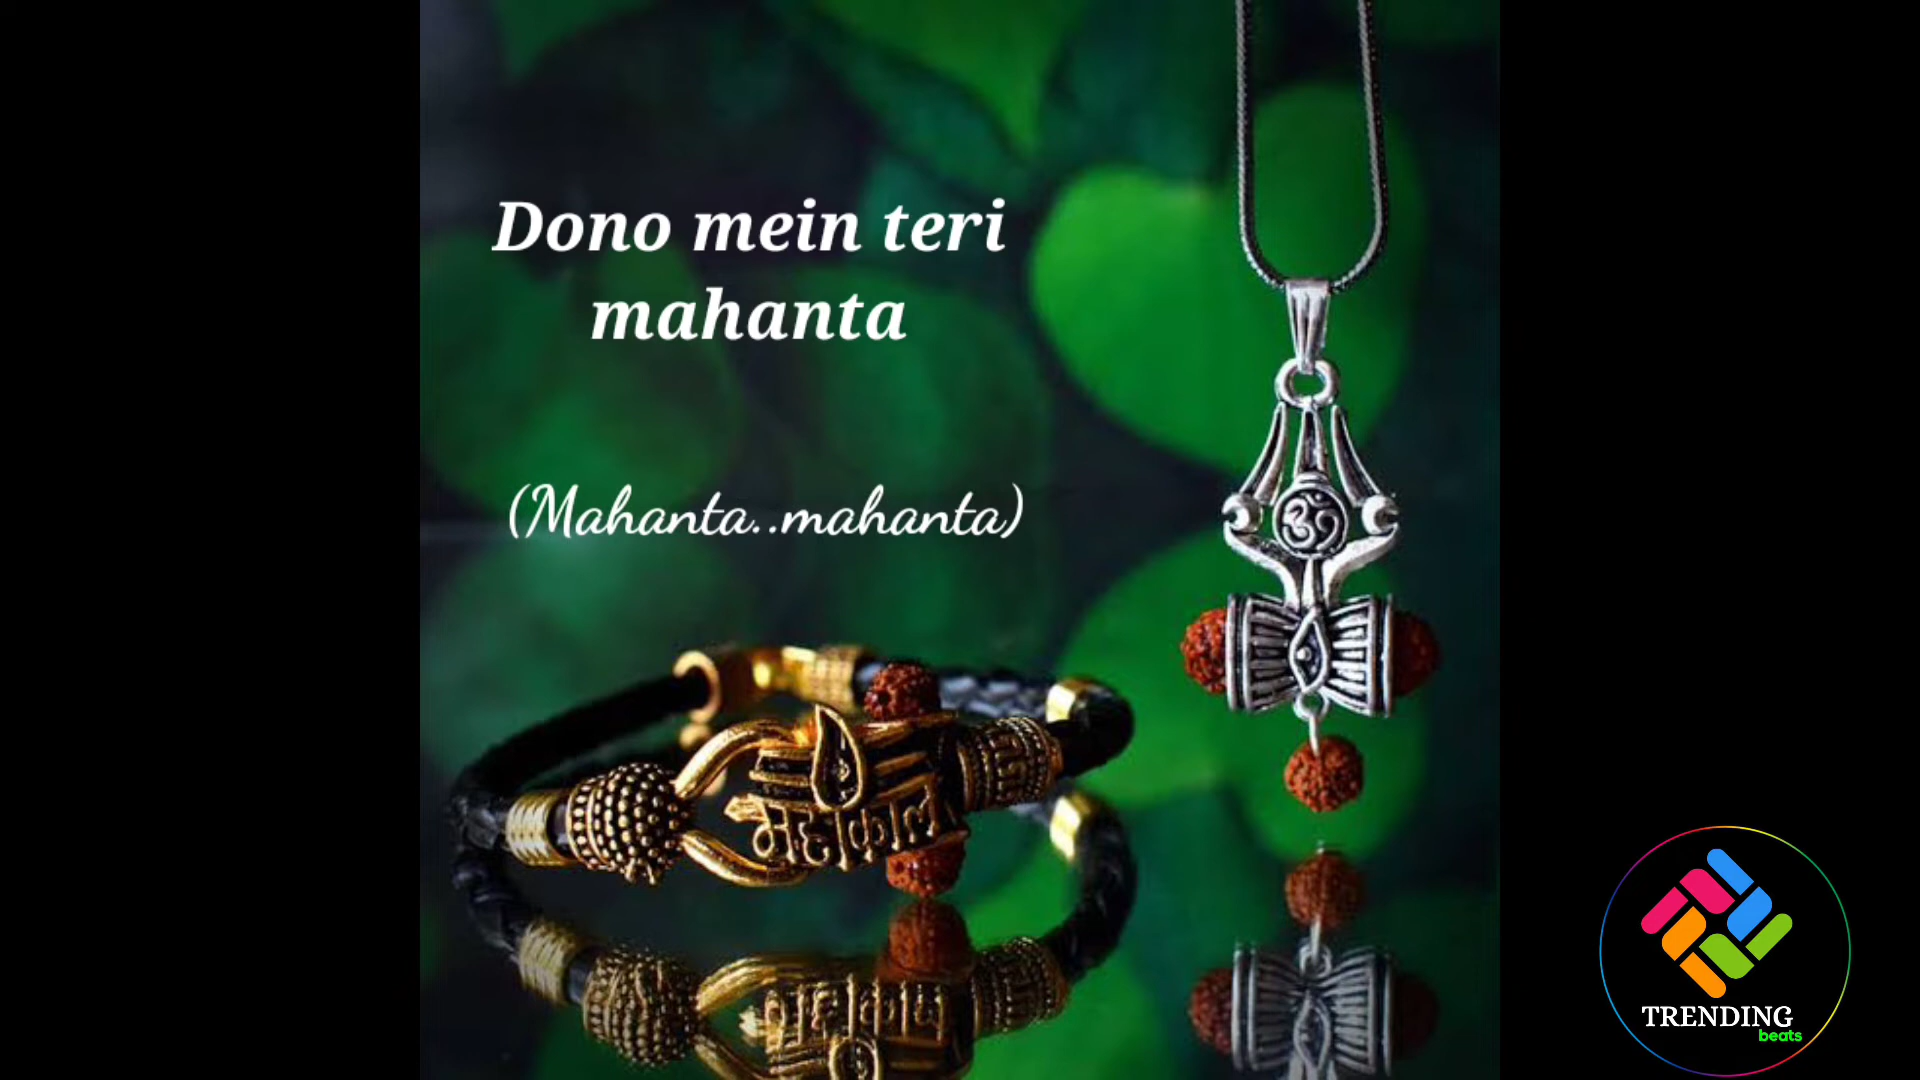 Dono mein teri
mahanta
(Mahanta..mahanta)
ॐ
महाकाल
TRENDING
beats